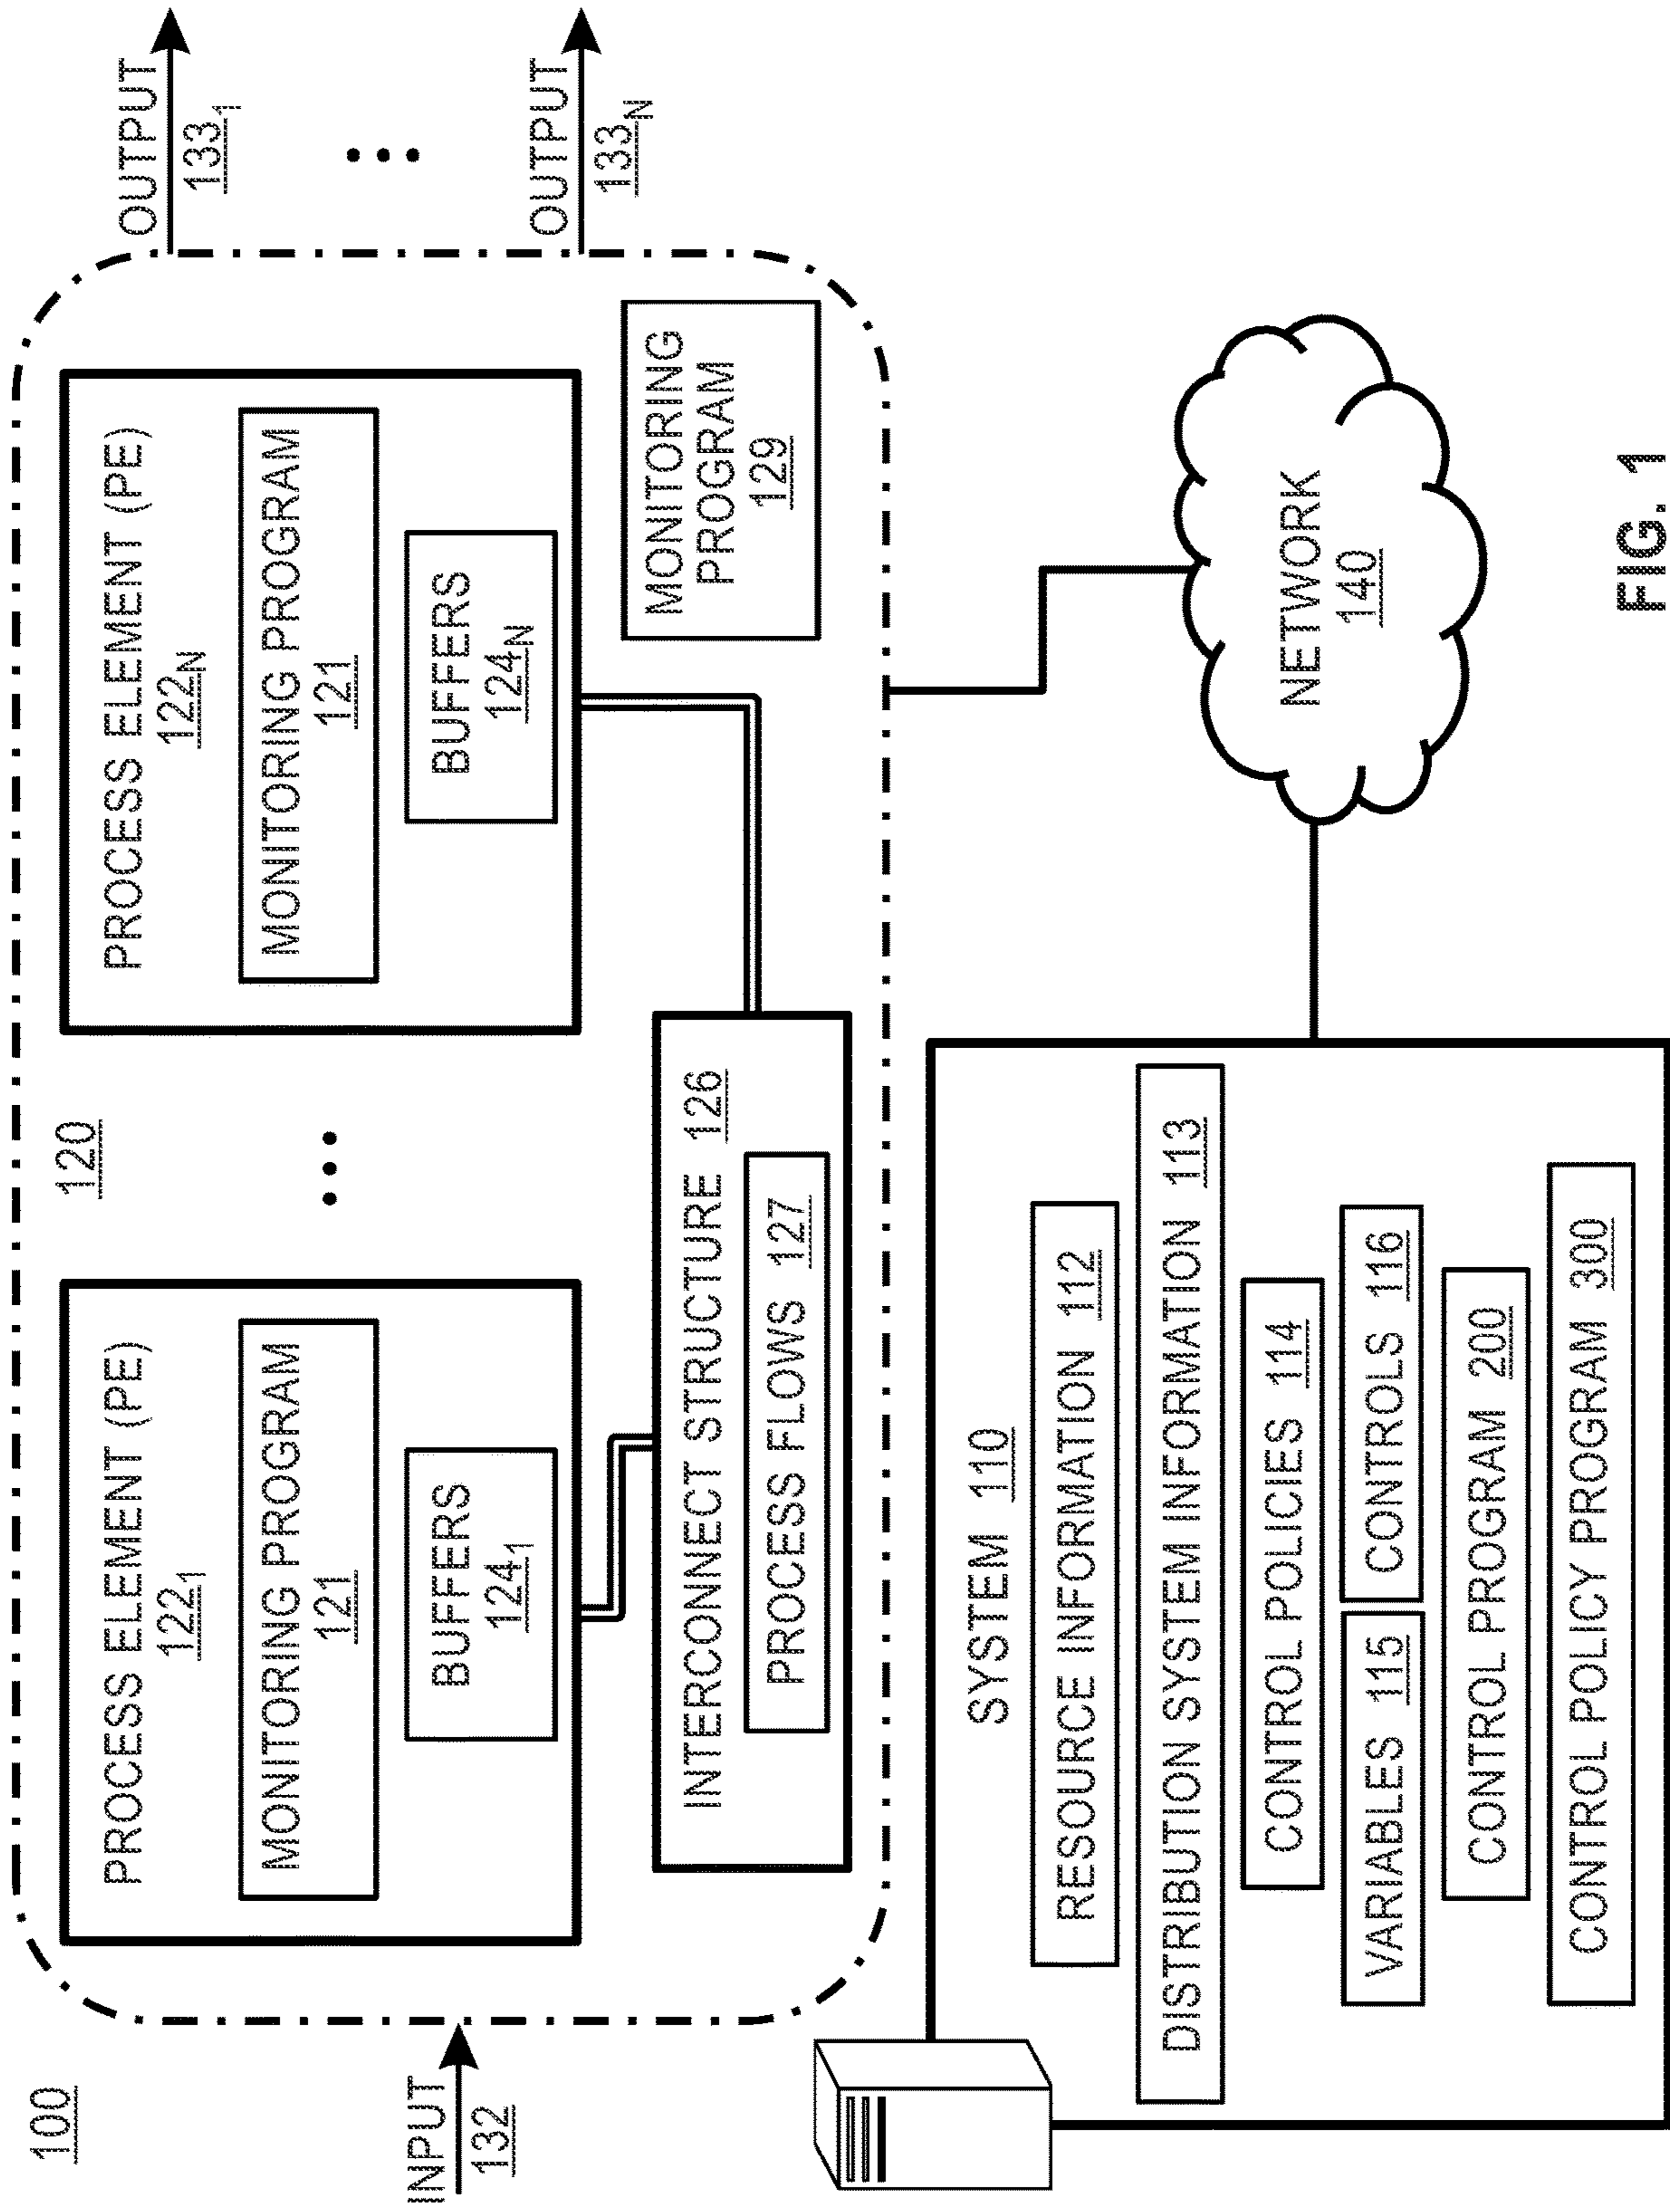 100
120
INPUT
132
PROCESS ELEMENT (PE)
122₁
MONITORING PROGRAM
121
BUFFERS
124₁
• • •
PROCESS ELEMENT (PE)
122N
MONITORING PROGRAM
121
BUFFERS
124N
INTERCONNECT STRUCTURE 126
PROCESS FLOWS 127
MONITORING
PROGRAM
129
OUTPUT
133₁
• • •
OUTPUT
133N
SYSTEM 110
RESOURCE INFORMATION 112
DISTRIBUTION SYSTEM INFORMATION 113
CONTROL POLICIES 114
VARIABLES 115
CONTROLS 116
CONTROL PROGRAM 200
CONTROL POLICY PROGRAM 300
NETWORK
140
FIG. 1